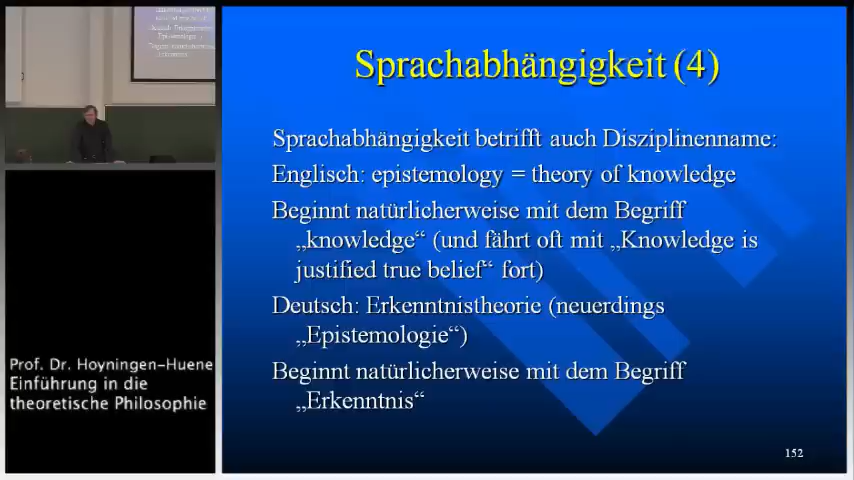 Sprachabhängigkeit (4)
Sprachabhängigkeit betrifft auch Disziplinenname:
Englisch: epistemology = theory of knowledge
Beginnt natürlicherweise mit dem Begriff
„knowledge“ (und fährt oft mit „Knowledge is
justified true belief“ fort)
Deutsch: Erkenntnistheorie (neuerdings
„Epistemologie“)
Beginnt natürlicherweise mit dem Begriff
„Erkenntnis“
152
Prof. Dr. Hoyningen-Huene
Einführung in die
theoretische Philosophie